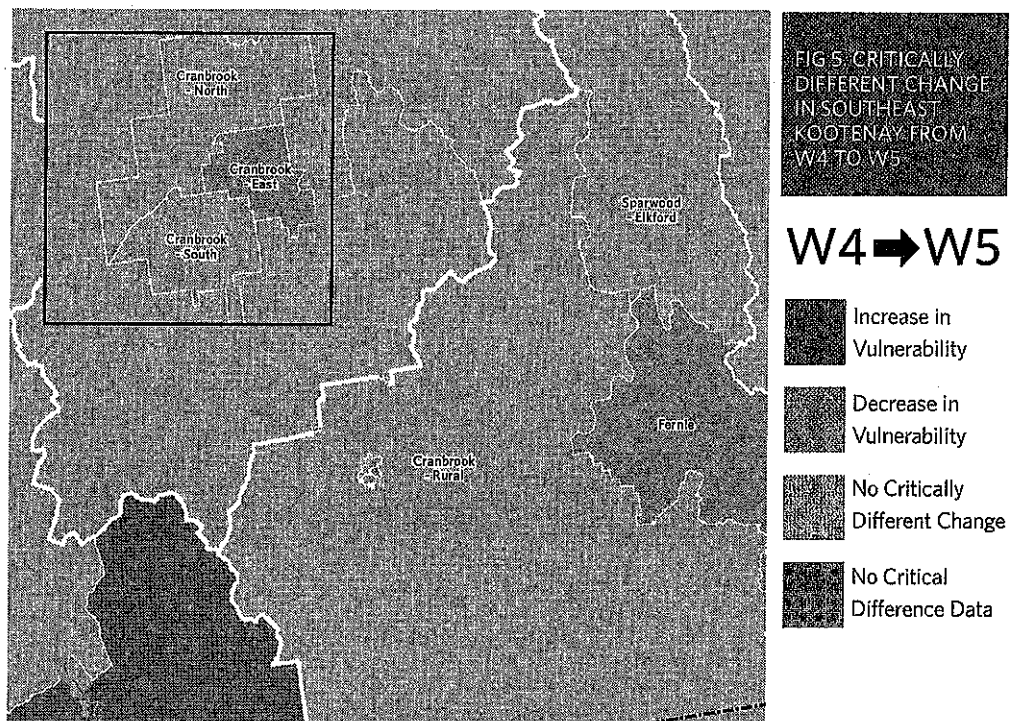 FIG 5: CRITICALLY
DIFFERENT CHANGE
IN SOUTHEAST
KOOTENAY FROM
W4 TO W5
W4 W5
Increase in
Vulnerability
Decrease in
Vulnerability
No Critically
Different Change
No Critical
Difference Data
Cranbrook
-North
Cranbrook
-East
Cranbrook
-South
Sparwood
-Elkford
Fernie
Cranbrook
-Rural